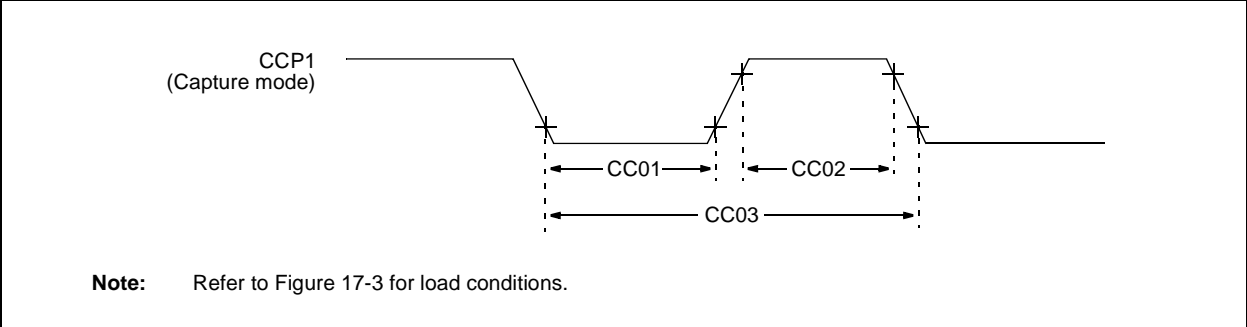 CCP1
(Capture mode)
CC01
CC02
CC03
Note: Refer to Figure 17-3 for load conditions.